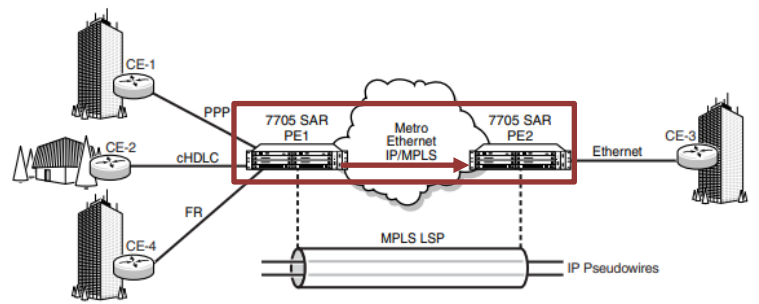 CE-1
PPP
7705 SAR
PE1
Metro
Ethernet
IP/MPLS
7705 SAR
PE2
CE-3
CE-2
cHDLC
Ethernet
FR
CE-4
MPLS LSP
IP Pseudowires